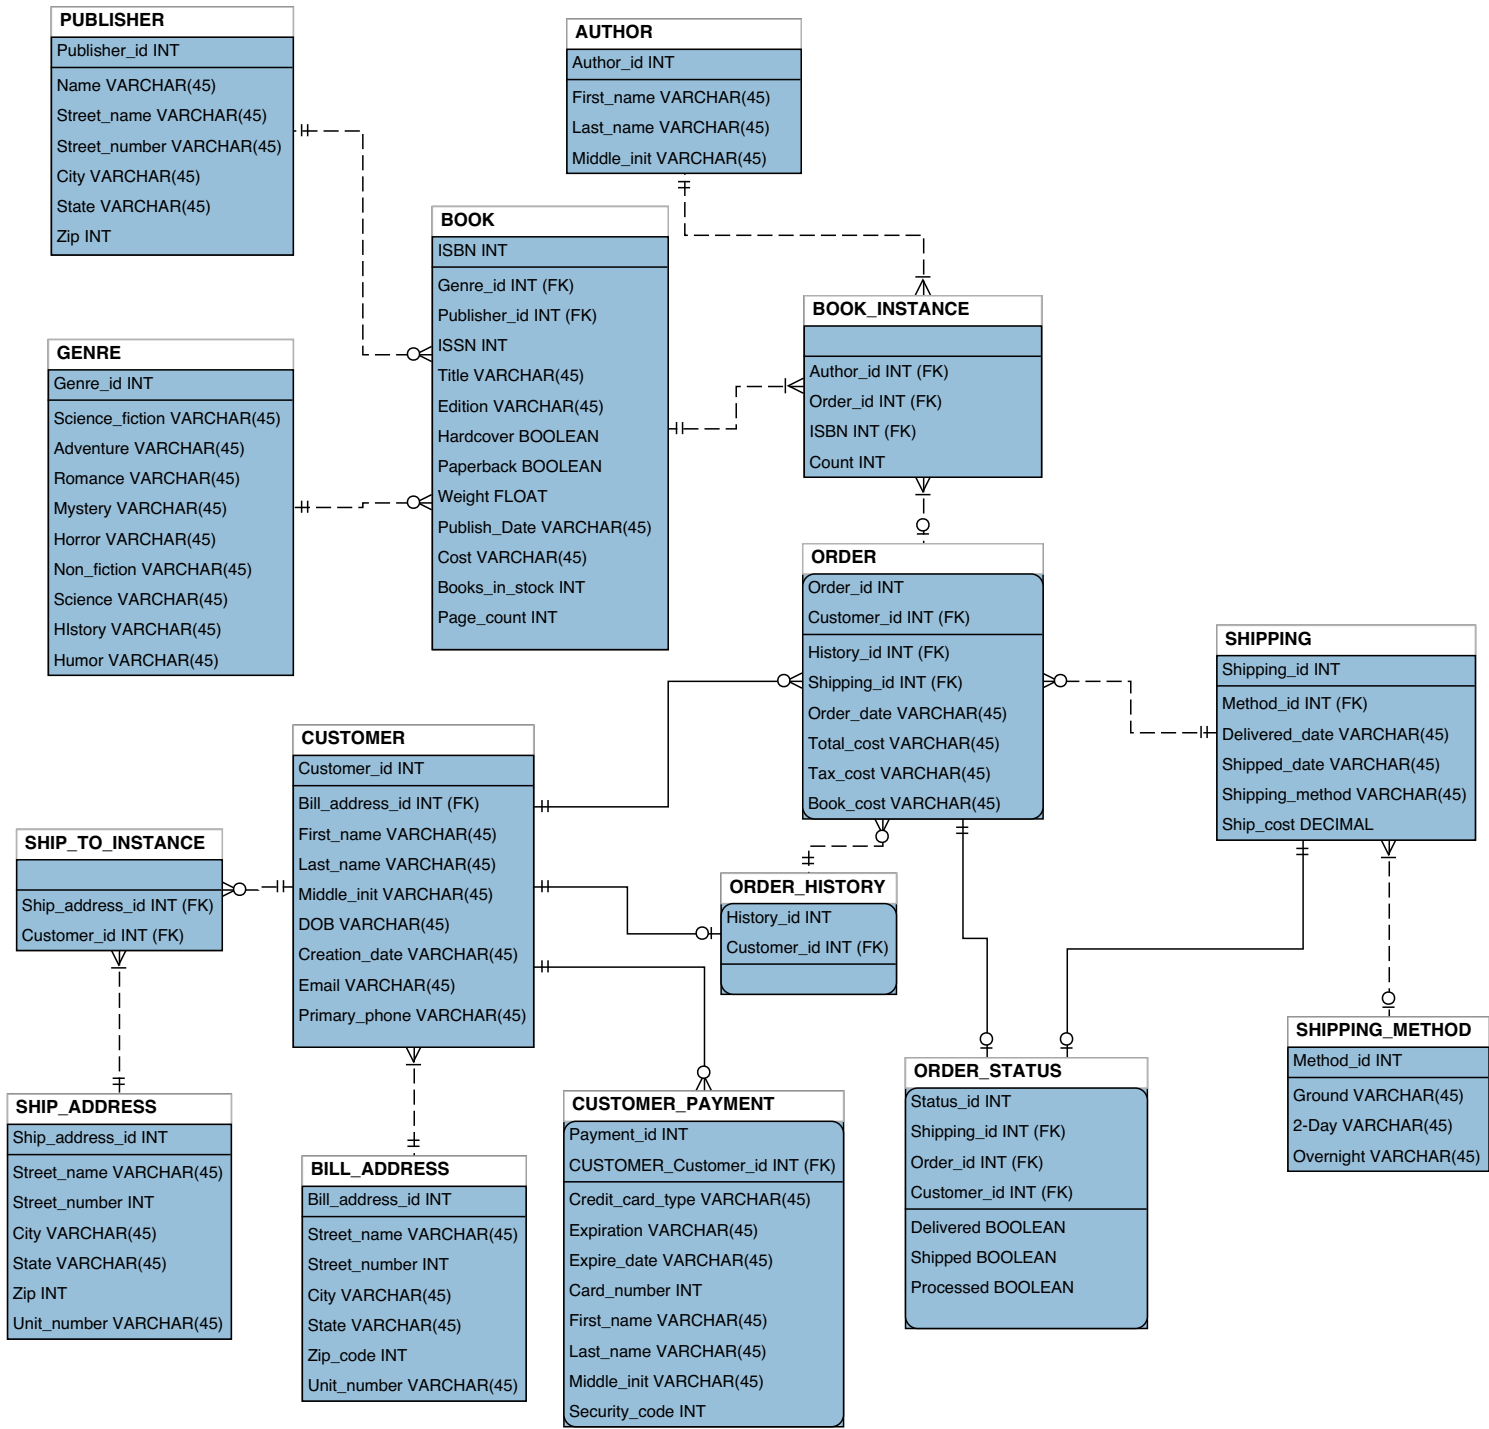 PUBLISHER
Publisher_id INT
Name VARCHAR(45)
Street_name VARCHAR(45)
Street_number VARCHAR(45)
City VARCHAR(45)
State VARCHAR(45)
Zip INT
AUTHOR
Author_id INT
First_name VARCHAR(45)
Last_name VARCHAR(45)
Middle_init VARCHAR(45)
BOOK
ISBN INT
Genre_id INT (FK)
Publisher_id INT (FK)
ISSN INT
Title VARCHAR(45)
Edition VARCHAR(45)
Hardcover BOOLEAN
Paperback BOOLEAN
Weight FLOAT
Publish_Date VARCHAR(45)
Cost VARCHAR(45)
Books_in_stock INT
Page_count INT
BOOK_INSTANCE
Author_id INT (FK)
Order_id INT (FK)
ISBN INT (FK)
Count INT
GENRE
Genre_id INT
Science_fiction VARCHAR(45)
Adventure VARCHAR(45)
Romance VARCHAR(45)
Mystery VARCHAR(45)
Horror VARCHAR(45)
Non_fiction VARCHAR(45)
Science VARCHAR(45)
HIstory VARCHAR(45)
Humor VARCHAR(45)
ORDER
Order_id INT
Customer_id INT (FK)
History_id INT (FK)
Shipping_id INT (FK)
Order_date VARCHAR(45)
Total_cost VARCHAR(45)
Tax_cost VARCHAR(45)
Book_cost VARCHAR(45)
SHIPPING
Shipping_id INT
Method_id INT (FK)
Delivered_date VARCHAR(45)
Shipped_date VARCHAR(45)
Shipping_method VARCHAR(45)
Ship_cost DECIMAL
CUSTOMER
Customer_id INT
Bill_address_id INT (FK)
First_name VARCHAR(45)
Last_name VARCHAR(45)
Middle_init VARCHAR(45)
DOB VARCHAR(45)
Creation_date VARCHAR(45)
Email VARCHAR(45)
Primary_phone VARCHAR(45)
SHIP_TO_INSTANCE
Ship_address_id INT (FK)
Customer_id INT (FK)
ORDER_HISTORY
History_id INT
Customer_id INT (FK)
SHIPPING_METHOD
Method_id INT
Ground VARCHAR(45)
2-Day VARCHAR(45)
Overnight VARCHAR(45)
ORDER_STATUS
Status_id INT
Shipping_id INT (FK)
Order_id INT (FK)
Customer_id INT (FK)
Delivered BOOLEAN
Shipped BOOLEAN
Processed BOOLEAN
SHIP_ADDRESS
Ship_address_id INT
Street_name VARCHAR(45)
Street_number INT
City VARCHAR(45)
State VARCHAR(45)
Zip INT
Unit_number VARCHAR(45)
BILL_ADDRESS
Bill_address_id INT
Street_name VARCHAR(45)
Street_number INT
City VARCHAR(45)
State VARCHAR(45)
Zip_code INT
Unit_number VARCHAR(45)
CUSTOMER_PAYMENT
Payment_id INT
CUSTOMER_Customer_id INT (FK)
Credit_card_type VARCHAR(45)
Expiration VARCHAR(45)
Expire_date VARCHAR(45)
Card_number INT
First_name VARCHAR(45)
Last_name VARCHAR(45)
Middle_init VARCHAR(45)
Security_code INT